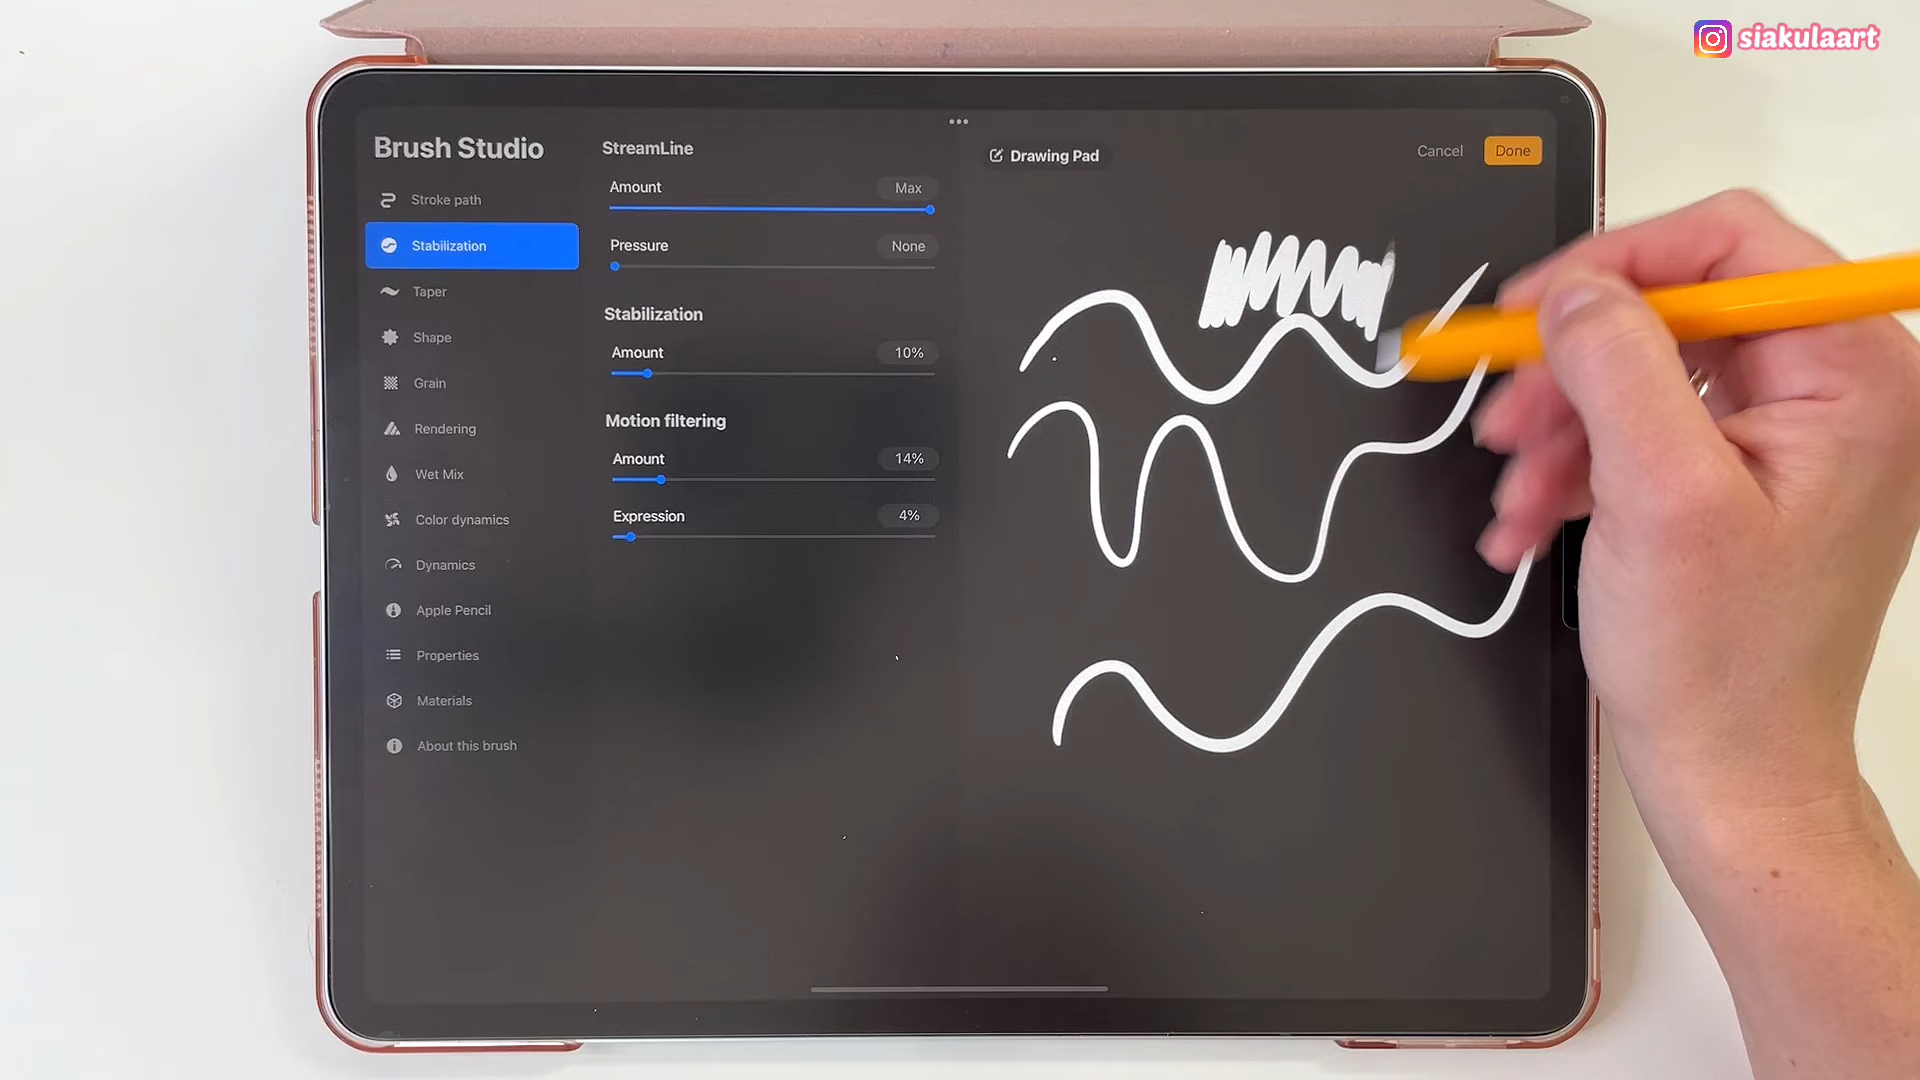 siakulaart
Brush Studio
Stroke path
Stabilization
Taper
Shape
Grain
Rendering
Wet Mix
Color dynamics
Dynamics
Apple Pencil
Properties
Materials
About this brush
StreamLine
Amount Max
Pressure None
Stabilization
Amount 10%
Motion filtering
Amount 14%
Expression 4%
Drawing Pad
Cancel Done